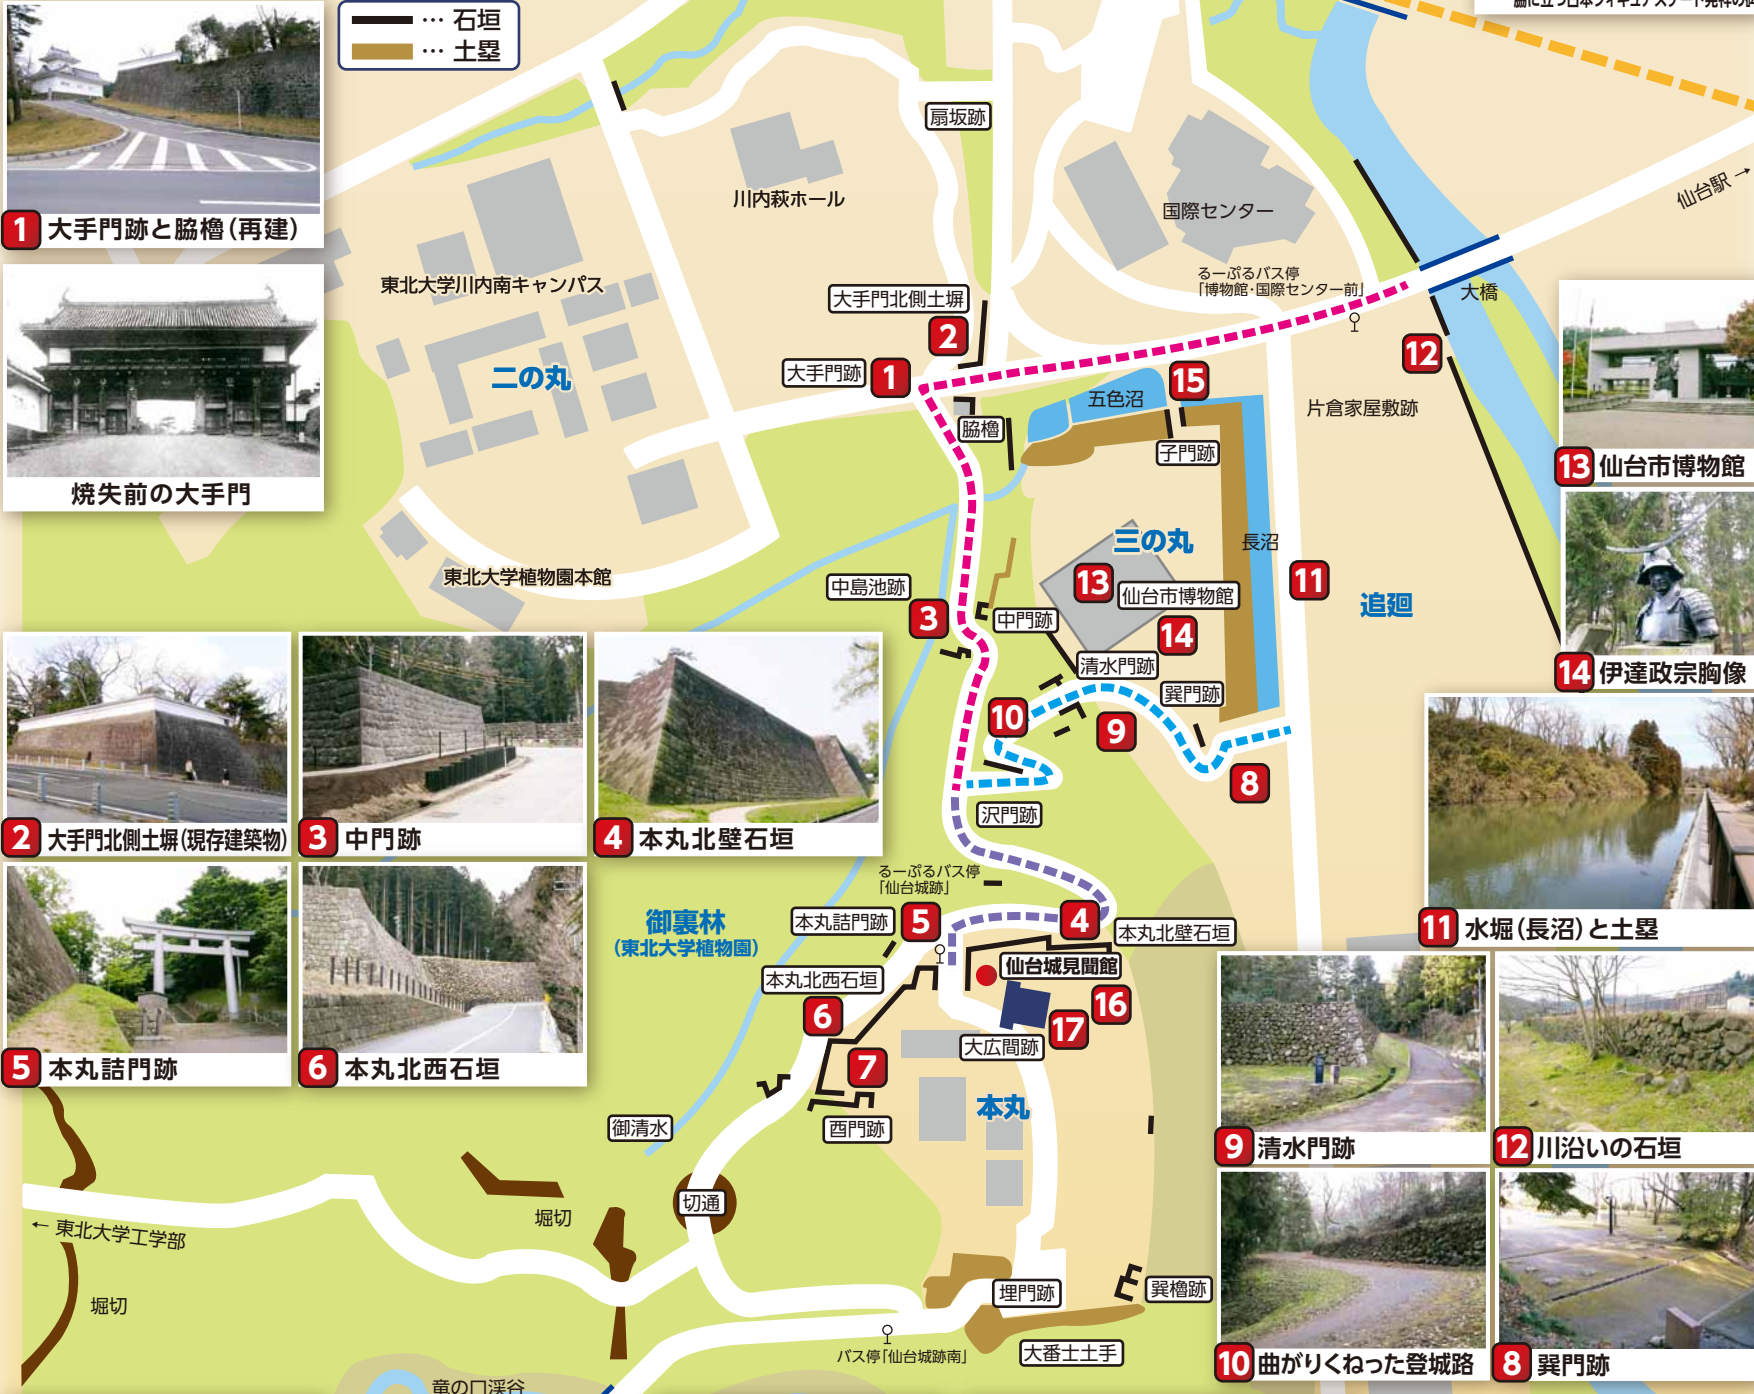 … 石垣
… 土塁
1 大手門跡と脇櫓(再建)
焼失前の大手門
扇坂跡
川内萩ホール
国際センター
仙台駅 →
東北大学川内南キャンパス
るーぷるバス停
「博物館・国際センター前」
大橋
大手門北側土塀
2
大手門跡
1
12
15
二の丸
五色沼
片倉家屋敷跡
脇櫓
子門跡
13 仙台市博物館
三の丸
長沼
東北大学植物園本館
中島池跡
3
13
仙台市博物館
11
追廻
中門跡
14
清水門跡
巽門跡
14 伊達政宗胸像
10
9
8
2 大手門北側土塀(現存建築物)
3 中門跡
4 本丸北壁石垣
沢門跡
るーぷるバス停
「仙台城跡」
御裏林
(東北大学植物園)
本丸詰門跡
5
4
本丸北壁石垣
11 水堀(長沼)と土塁
本丸北西石垣
仙台城見聞館
6
16
17
大広間跡
5 本丸詰門跡
6 本丸北西石垣
7
本丸
御清水
酉門跡
9 清水門跡
12 川沿いの石垣
切通
堀切
← 東北大学工学部
堀切
埋門跡
巽櫓跡
バス停「仙台城跡南」
大番士土手
10 曲がりくねった登城路
8 巽門跡
竜の口渓谷